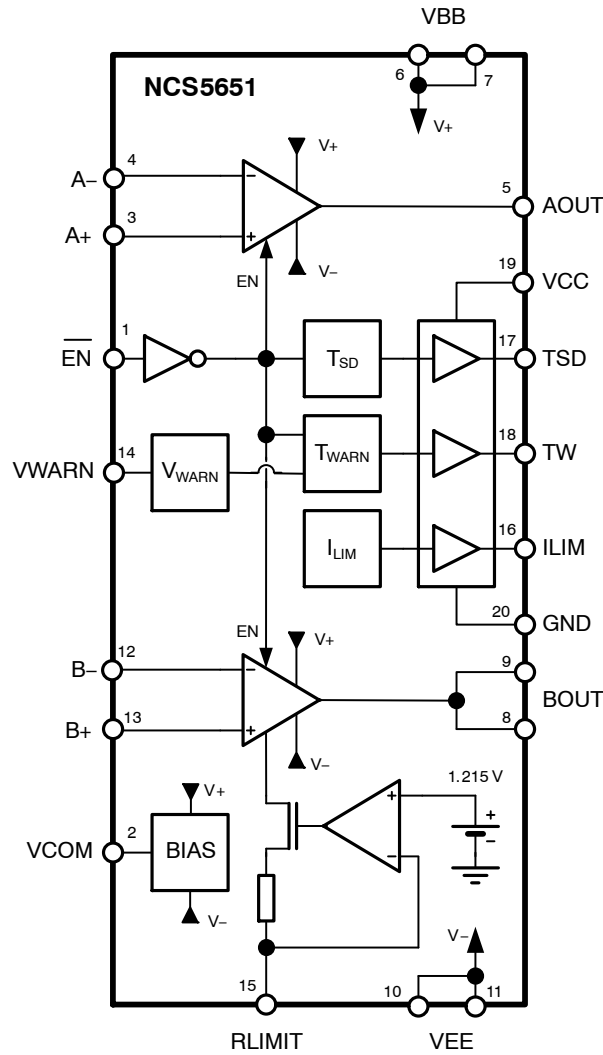 VBB
NCS5651
6
7
V+
4
A−
V+
−
5
AOUT
3
A+
+
V−
EN
19
VCC
1
EN
TSD
17
TSD
14
VWARN
VWARN
TWARN
18
TW
ILIM
16
ILIM
20
GND
EN
V+
12
B−
−
9
BOUT
13
B+
+
8
V−
1.215 V
V+
+
+
−
2
VCOM
BIAS
−
V−
V−
15
10
11
RLIMIT
VEE